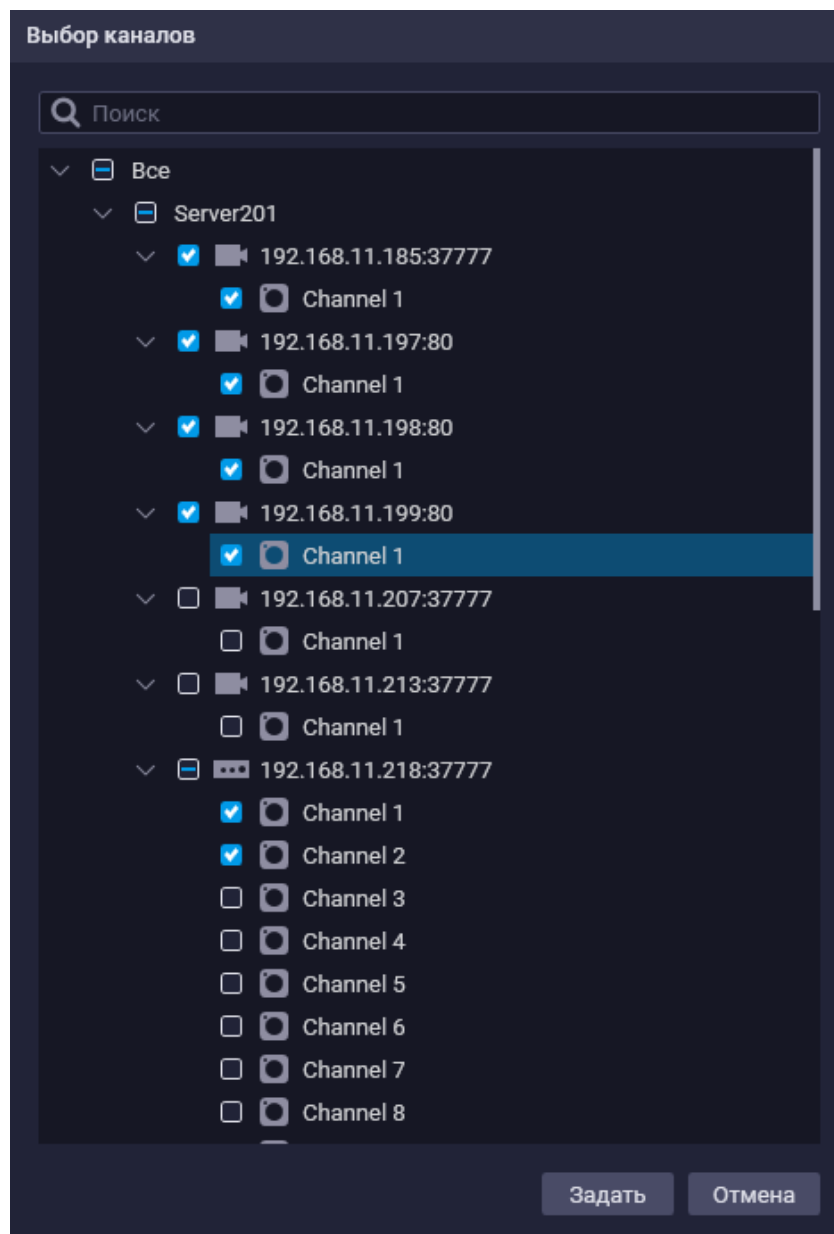 Выбор каналов
Поиск
Все
Server201
192.168.11.185:37777
Channel 1
192.168.11.197:80
Channel 1
192.168.11.198:80
Channel 1
192.168.11.199:80
Channel 1
192.168.11.207:37777
Channel 1
192.168.11.213:37777
Channel 1
192.168.11.218:37777
Channel 1
Channel 2
Channel 3
Channel 4
Channel 5
Channel 6
Channel 7
Channel 8
Задать Отмена